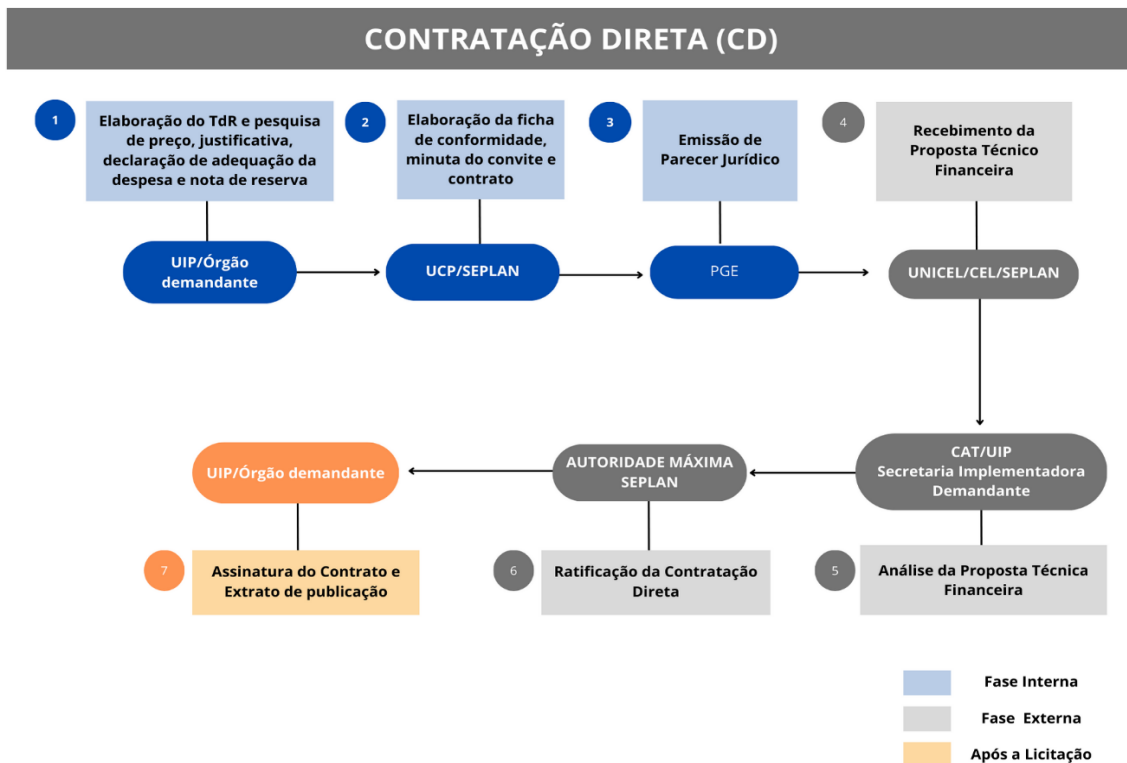 CONTRATAÇÃO DIRETA (CD)
1
Elaboração do TdR e pesquisa
de preço, justificativa,
declaração de adequação da
despesa e nota de reserva
2
Elaboração da ficha
de conformidade,
minuta do convite e
contrato
3
Emissão de
Parecer Jurídico
4
Recebimento da
Proposta Técnico
Financeira
UIP/Órgão
demandante
UCP/SEPLAN
PGE
UNICEL/CEL/SEPLAN
UIP/Órgão demandante
AUTORIDADE MÁXIMA
SEPLAN
CAT/UIP
Secretaria Implementadora
Demandante
7
Assinatura do Contrato e
Extrato de publicação
6
Ratificação da Contratação
Direta
5
Análise da Proposta Técnica
Financeira
Fase Interna
Fase Externa
Após a Licitação